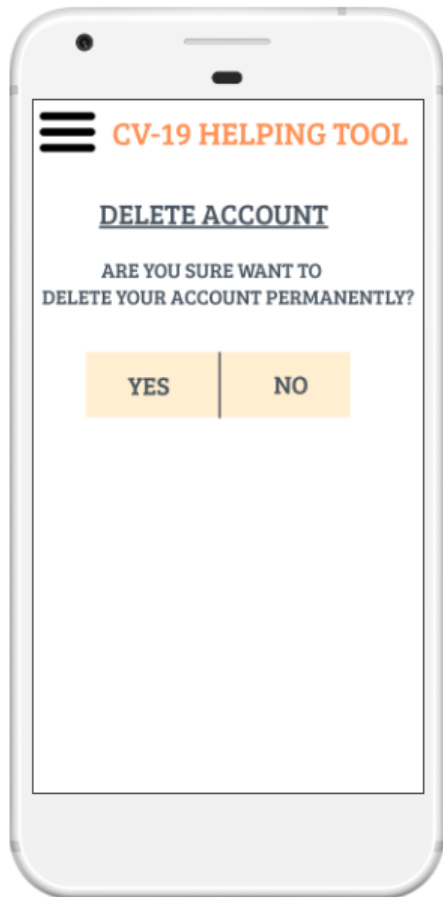 CV-19 HELPING TOOL
DELETE ACCOUNT
ARE YOU SURE WANT TO
DELETE YOUR ACCOUNT PERMANENTLY?
YES NO